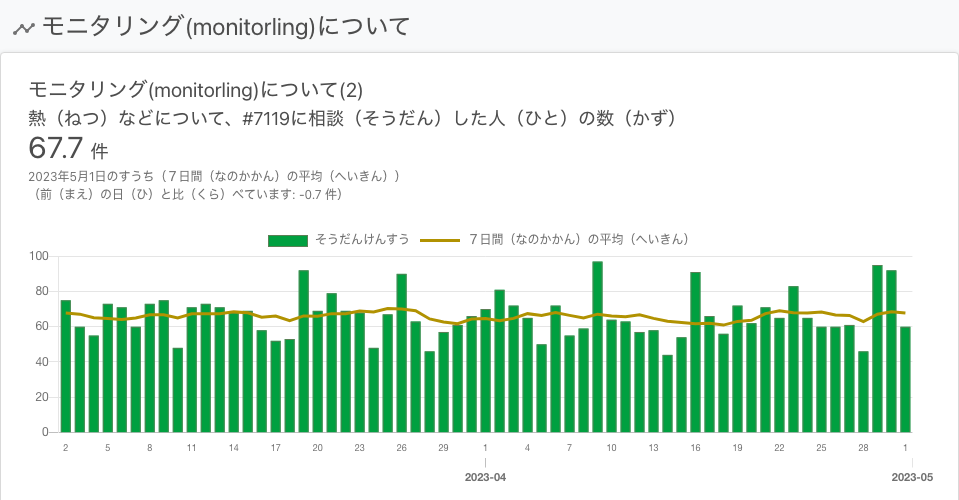 モニタリング(monitorling)について
モニタリング(monitorling)について(2)
熱（ねつ）などについて、#7119に相談（そうだん）した人（ひと）の数（かず）
67.7 件
2023年5月1日のすうち（７日間（なのかかん）の平均（へいきん））
（前（まえ）の日（ひ）と比（くら）べています: -0.7 件）
そうだんけんすう ７日間（なのかかん）の平均（へいきん）
100
80
60
40
20
0
2 5 8 11 14 17 20 23 26 29 1 4 7 10 13 16 19 22 25 28 1
2023-04 2023-05